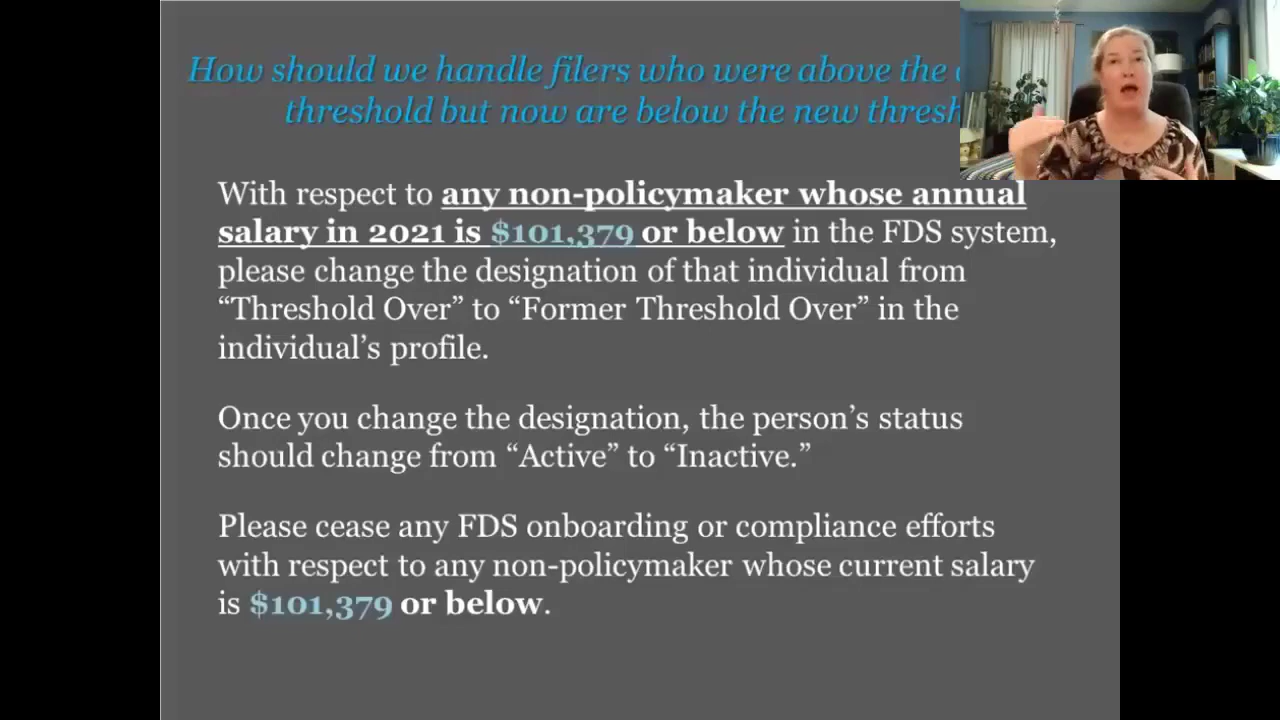 How should we handle filers who were above the
threshold but now are below the new
With respect to any non-policymaker whose annual
salary in 2021 is $101,379 or below in the FDS system,
please change the designation of that individual from
“Threshold Over” to “Former Threshold Over” in the
individual’s profile.
Once you change the designation, the person’s status
should change from “Active” to “Inactive.”
Please cease any FDS onboarding or compliance efforts
with respect to any non-policymaker whose current salary
is $101,379 or below.